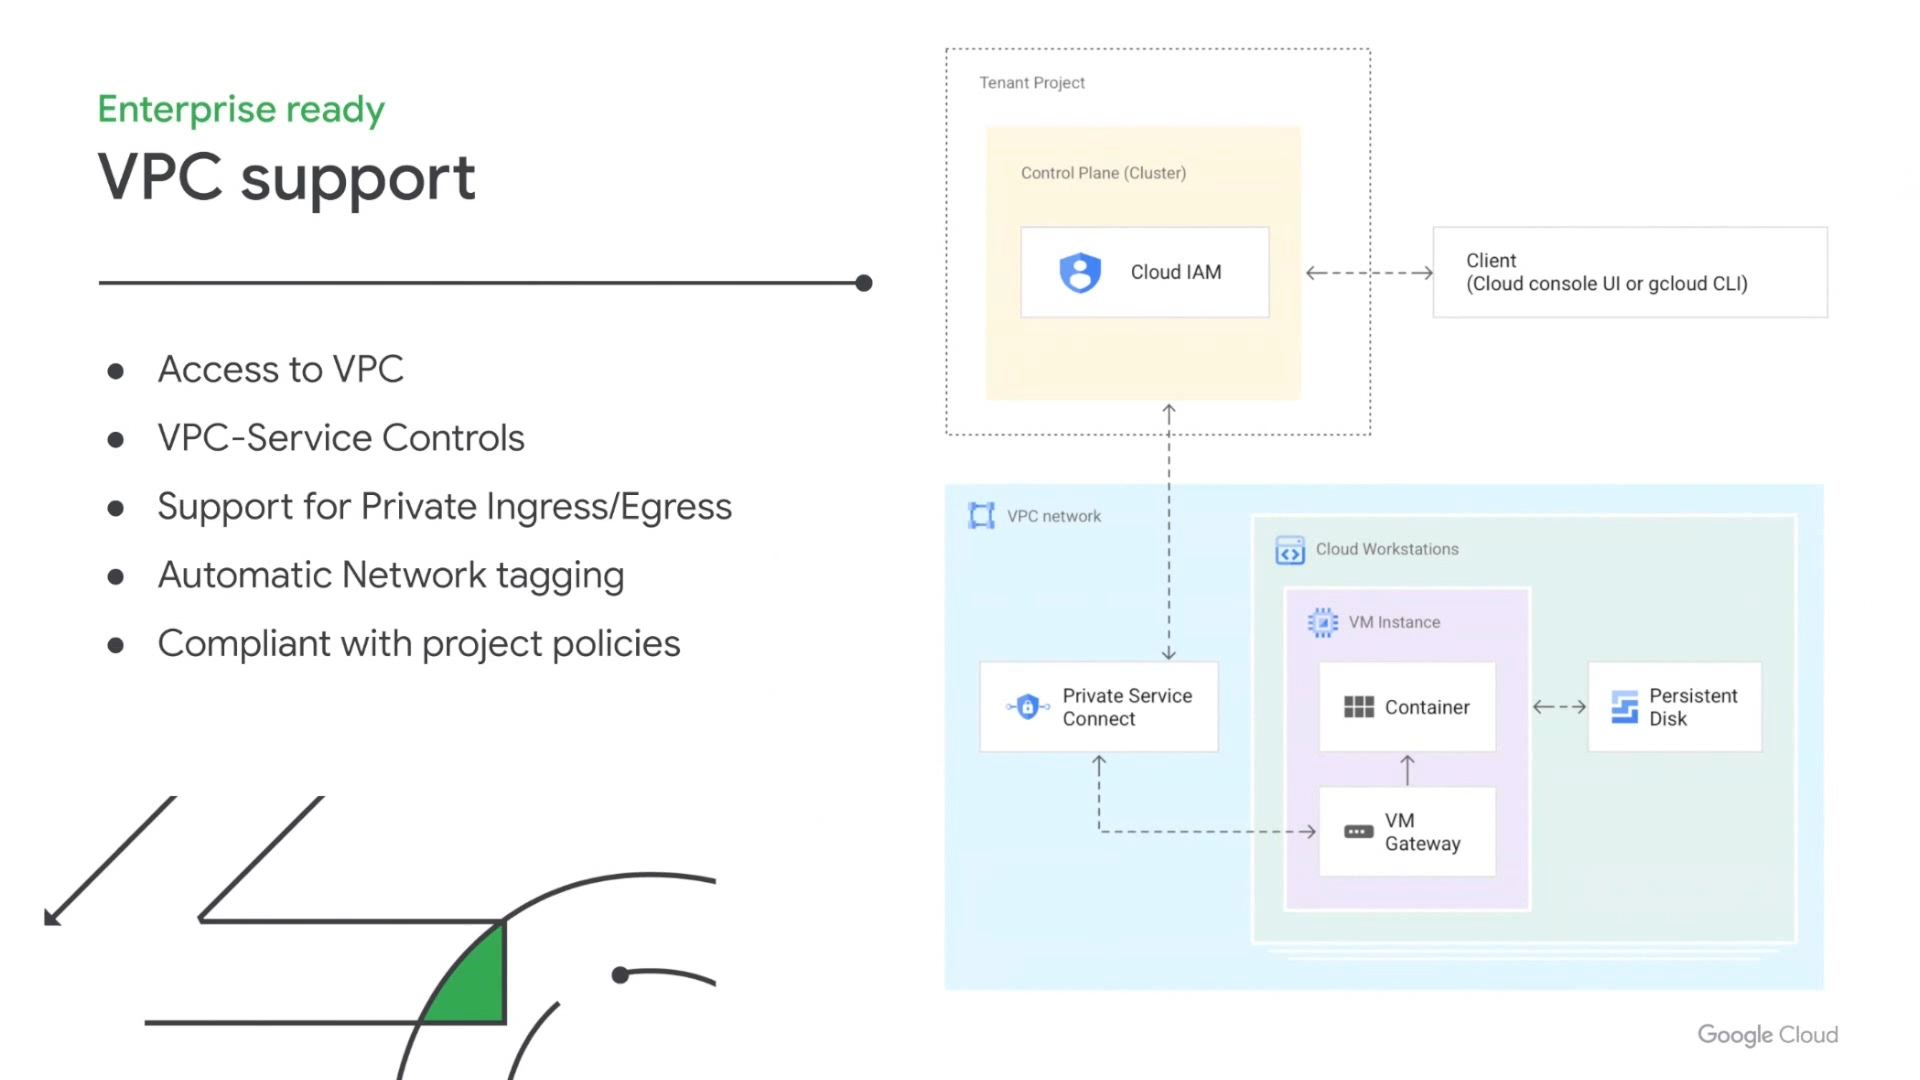 Enterprise ready
VPC support
Access to VPC
VPC-Service Controls
Support for Private Ingress/Egress
Automatic Network tagging
Compliant with project policies
Tenant Project
Control Plane (Cluster)
Cloud IAM
Client
(Cloud console UI or gcloud CLI)
VPC network
Cloud Workstations
VM Instance
Private Service
Connect
Container
Persistent
Disk
VM
Gateway
Google Cloud